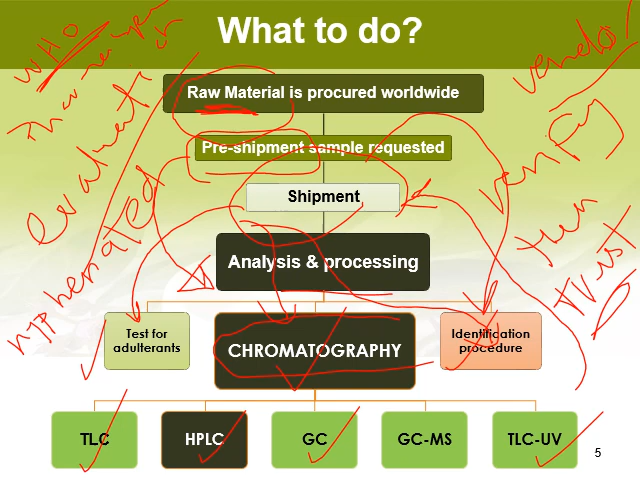 What to do?
WHO
vendor
Raw Material is procured worldwide
evaluate
verify
Pre-shipment sample requested
Shipment
hyphenated
then
trust
Analysis & processing
Test for
adulterants
CHROMATOGRAPHY
Identification
procedure
TLC
HPLC
GC
GC-MS
TLC-UV
5